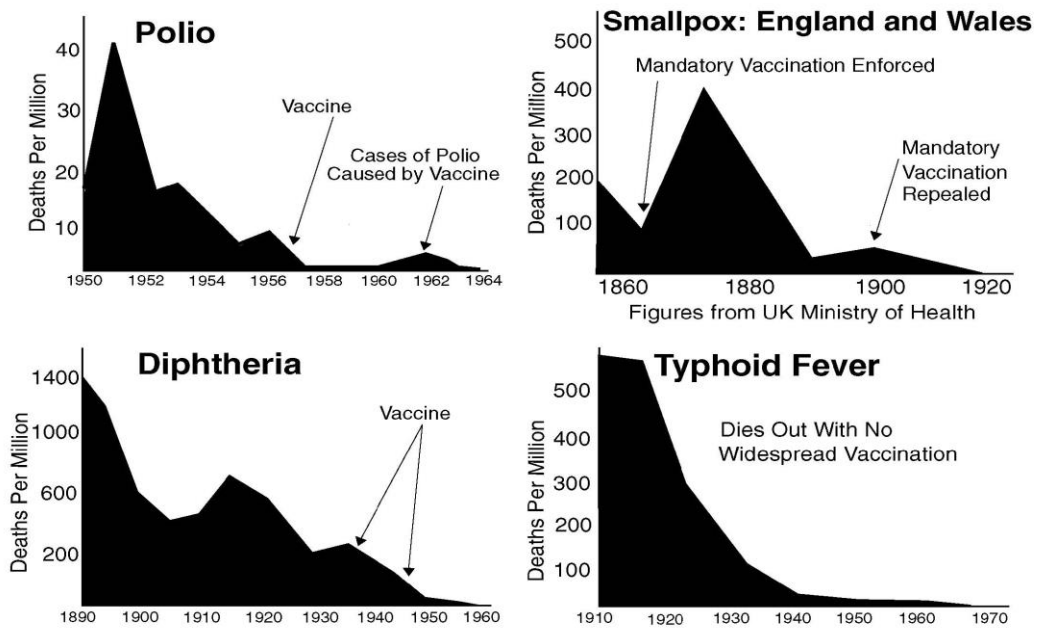 Polio
Deaths Per Million
40
30
20
10
Vaccine
Cases of Polio
Caused by Vaccine
1950 1952 1954 1956 1958 1960 1962 1964
Smallpox: England and Wales
Deaths Per Million
500
400
300
200
100
Mandatory Vaccination Enforced
Mandatory
Vaccination
Repealed
1860 1880 1900 1920
Figures from UK Ministry of Health
Diphtheria
Deaths Per Million
1400
1000
600
200
Vaccine
1890 1900 1910 1920 1930 1940 1950 1960
Typhoid Fever
Deaths Per Million
500
400
300
200
100
Dies Out With No
Widespread Vaccination
1910 1920 1930 1940 1950 1960 1970